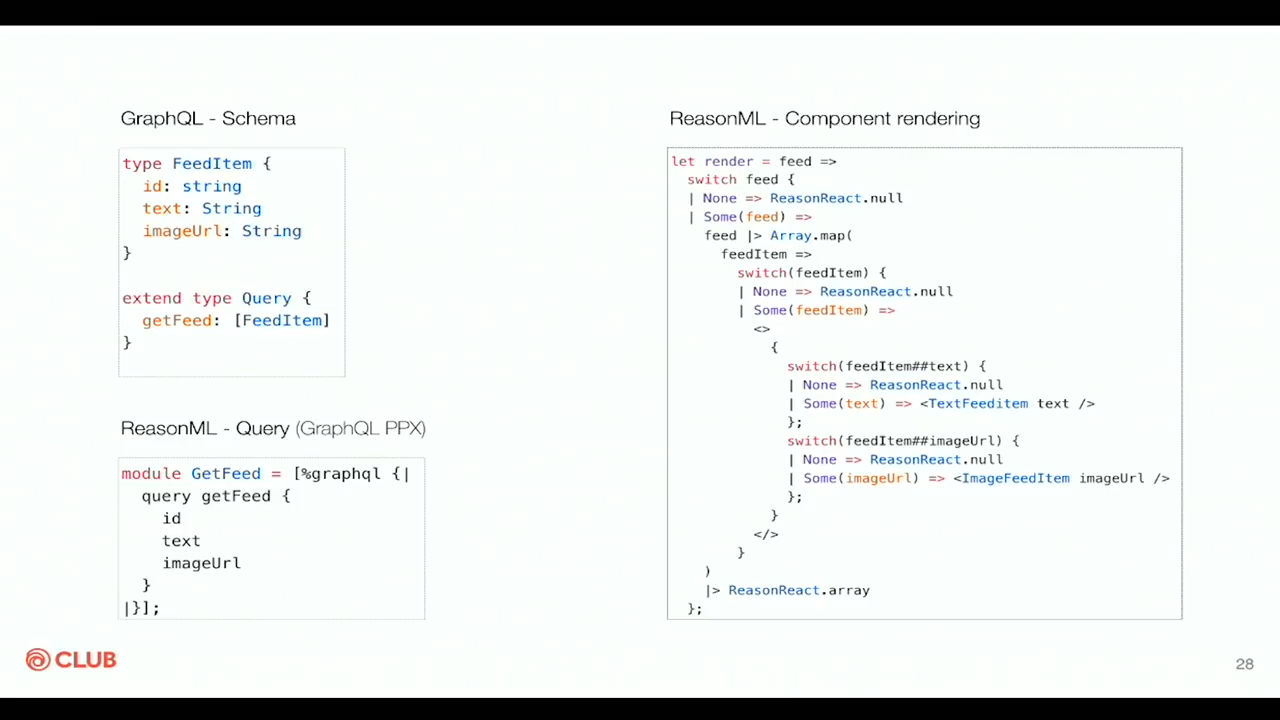 GraphQL - Schema
type FeedItem {
id: string
text: String
imageUrl: String
}
extend type Query {
getFeed: [FeedItem]
}
ReasonML - Query (GraphQL PPX)
module GetFeed = [%graphql {|
query getFeed {
id
text
imageUrl
}
|}];
ReasonML - Component rendering
let render = feed =>
switch feed {
| None => ReasonReact.null
| Some(feed) =>
feed |> Array.map(
feedItem =>
switch(feedItem) {
| None => ReasonReact.null
| Some(feedItem) =>
<>
{
switch(feedItem##text) {
| None => ReasonReact.null
| Some(text) => <TextFeeditem text />
};
switch(feedItem##imageUrl) {
| None => ReasonReact.null
| Some(imageUrl) => <ImageFeedItem imageUrl />
};
}
</>
}
)
|> ReasonReact.array
};
CLUB
28